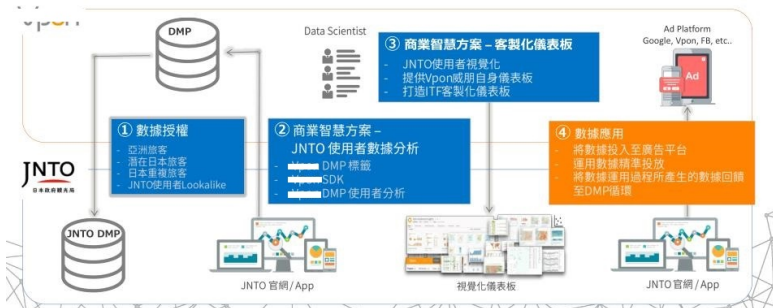 DMP
Data Scientist
③ 商業智慧方案 – 客製化儀表板
- JNTO使用者視覺化
- 提供Vpon威朋自身儀表板
- 打造ITF客製化儀表板
Ad Platform
Google, Vpon, FB, etc..
Ad
① 數據授權
- 亞洲旅客
- 潛在日本旅客
- 日本重複旅客
- JNTO使用者Lookalike
② 商業智慧方案 –
JNTO 使用者數據分析
- DMP 標籤
- SDK
- DMP 使用者分析
④ 數據應用
- 將數據投入至廣告平台
- 運用數據精準投放
- 將數據運用過程所產生的數據回饋
至DMP循環
JNTO
日本政府観光局
JNTO DMP
JNTO 官網 / App
視覺化儀表板
JNTO 官網 / App